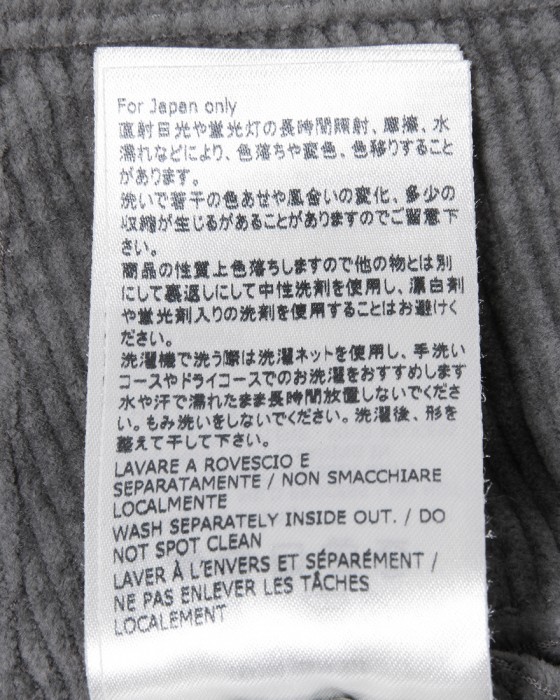 For Japan only
直射日光や蛍光灯の長時間照射、摩擦、水
濡れなどにより、色落ちや変色、色移りすること
があります。
洗いで若干の色あせや風合いの変化、多少の
収縮が生じるがあることがありますのでご留意下
さい。
商品の性質上色落ちしますので他の物とは別
にして裏返しにして中性洗剤を使用し、漂白剤
や蛍光剤入りの洗剤を使用することはお避けく
ださい。
洗濯機で洗う際は洗濯ネットを使用し、手洗い
コースやドライコースでのお洗濯をおすすめします
水や汗で濡れたまま長時間放置しないでくださ
い。もみ洗いをしないでください。洗濯後、形を
整えて干して下さい。
LAVARE A ROVESCIO E
SEPARATAMENTE / NON SMACCHIARE
LOCALMENTE
WASH SEPARATELY INSIDE OUT. / DO
NOT SPOT CLEAN
LAVER À L'ENVERS ET SÉPARÉMENT /
NE PAS ENLEVER LES TÂCHES
LOCALEMENT